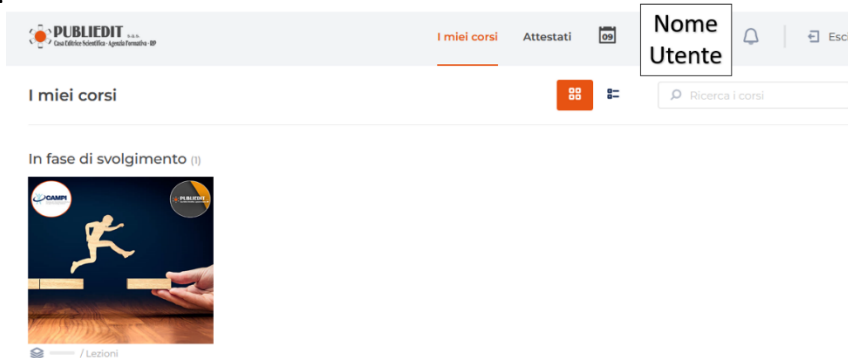 PUBLIEDIT s.a.s.
Casa Editrice Scientifica - Agenzia Formativa - BP
I miei corsi
Attestati
09
Nome
Utente
Esci
I miei corsi
Ricerca i corsi
In fase di svolgimento (1)
CAMPI
PUBLIEDIT
/ Lezioni